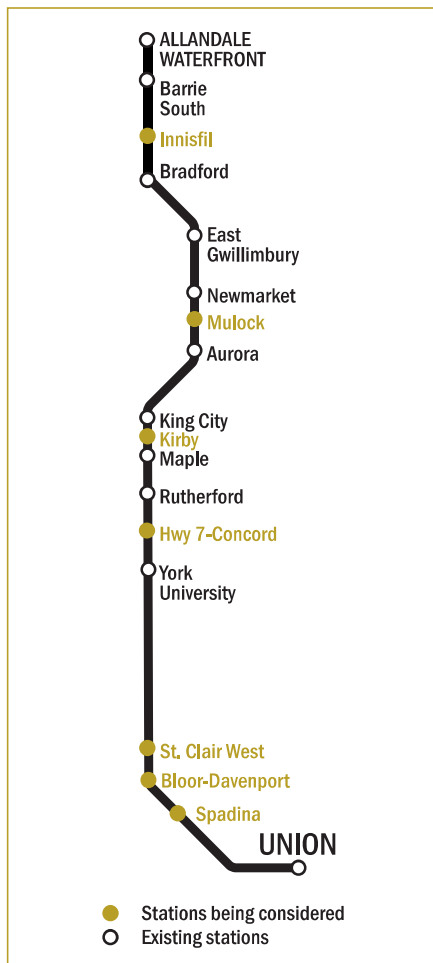 ALLANDALE
WATERFRONT
Barrie
South
Innisfil
Bradford
East
Gwillimbury
Newmarket
Mulock
Aurora
King City
Kirby
Maple
Rutherford
Hwy 7-Concord
York
University
St. Clair West
Bloor-Davenport
Spadina
UNION
Stations being considered
Existing stations